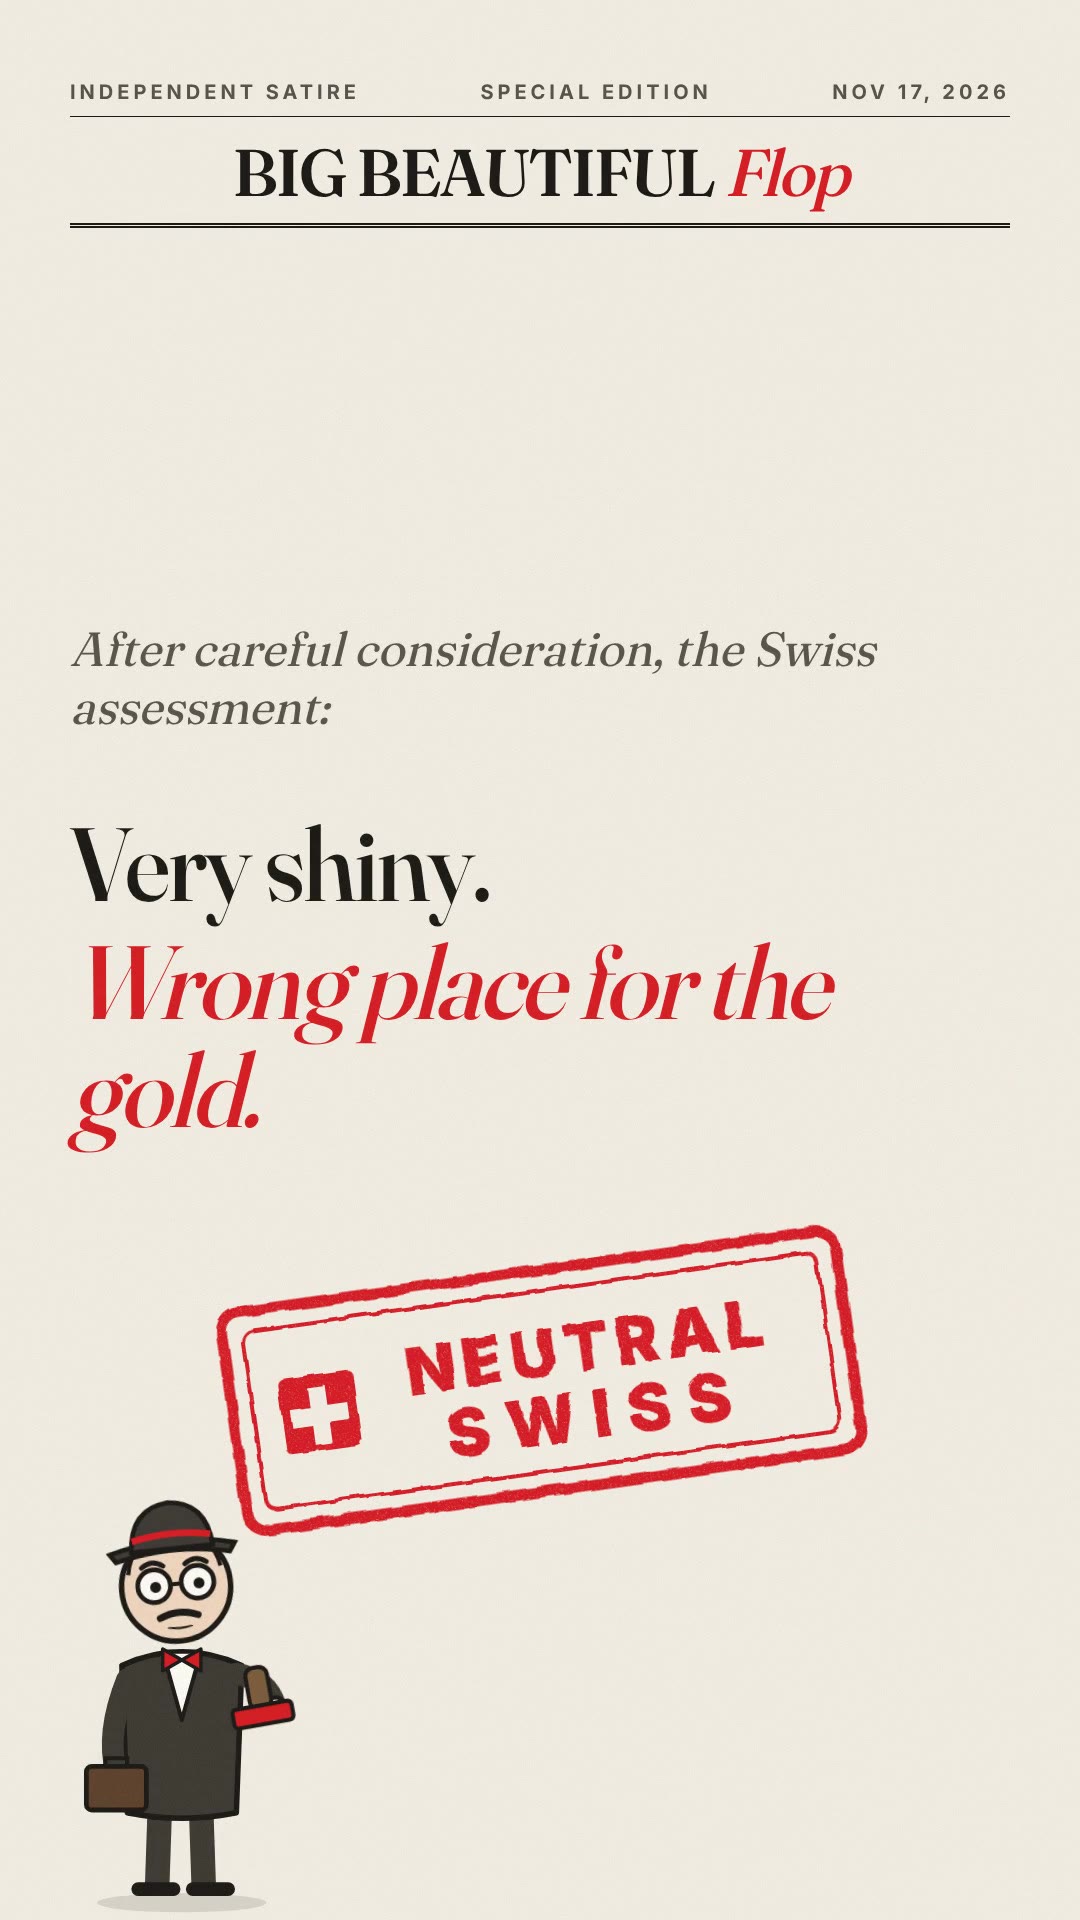 INDEPENDENT SATIRE SPECIAL EDITION NOV 17, 2026
BIG BEAUTIFUL Flop
After careful consideration, the Swiss
assessment:
Very shiny.
Wrong place for the
gold.
NEUTRAL
SWISS